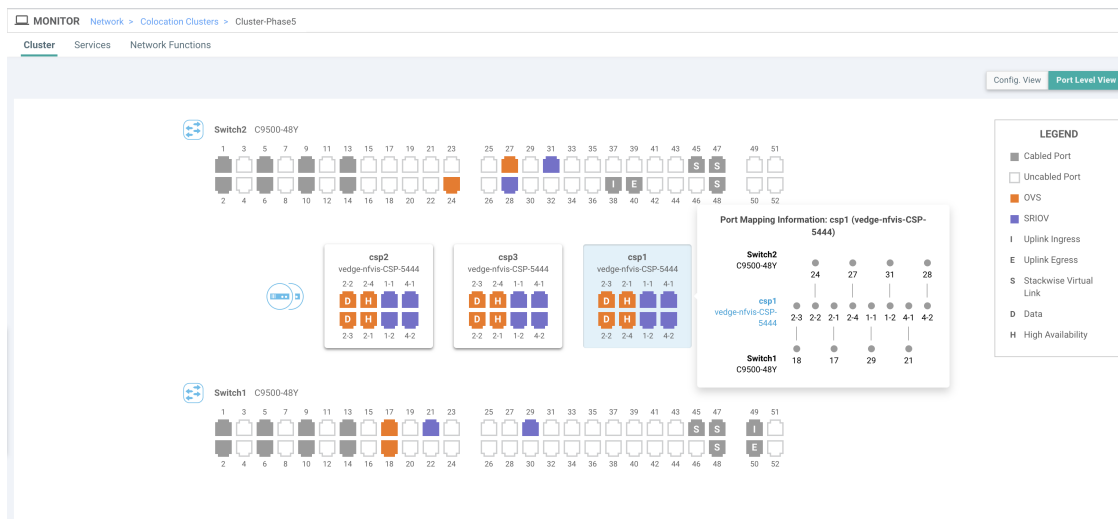 MONITOR Network > Colocation Clusters > Cluster-Phase5
Cluster Services Network Functions
Config. View Port Level View
Switch2 C9500-48Y
1 3 5 7 9 11 13 15 17 19 21 23 25 27 29 31 33 35 37 39 41 43 45 47 49 51
S S
I E S
2 4 6 8 10 12 14 16 18 20 22 24 26 28 30 32 34 36 38 40 42 44 46 48 50 52
csp2
vedge-nfvis-CSP-5444
2-2 2-4 1-1 4-1
D H
D H
2-3 2-1 1-2 4-2
csp3
vedge-nfvis-CSP-5444
2-3 2-4 1-1 4-1
D H
D H
2-2 2-1 1-2 4-2
csp1
vedge-nfvis-CSP-5444
2-3 2-1 1-1 4-1
D H
D H
2-2 2-4 1-2 4-2
Port Mapping Information: csp1 (vedge-nfvis-CSP-
5444)
Switch2
C9500-48Y
24 27 31 28
csp1
vedge-nfvis-CSP-
5444
2-3 2-2 2-1 2-4 1-1 1-2 4-1 4-2
Switch1
C9500-48Y
18 17 29 21
Switch1 C9500-48Y
1 3 5 7 9 11 13 15 17 19 21 23 25 27 29 31 33 35 37 39 41 43 45 47 49 51
S S I
S E
2 4 6 8 10 12 14 16 18 20 22 24 26 28 30 32 34 36 38 40 42 44 46 48 50 52
LEGEND
Cabled Port
Uncabled Port
OVS
SRIOV
I Uplink Ingress
E Uplink Egress
S Stackwise Virtual
Link
D Data
H High Availability